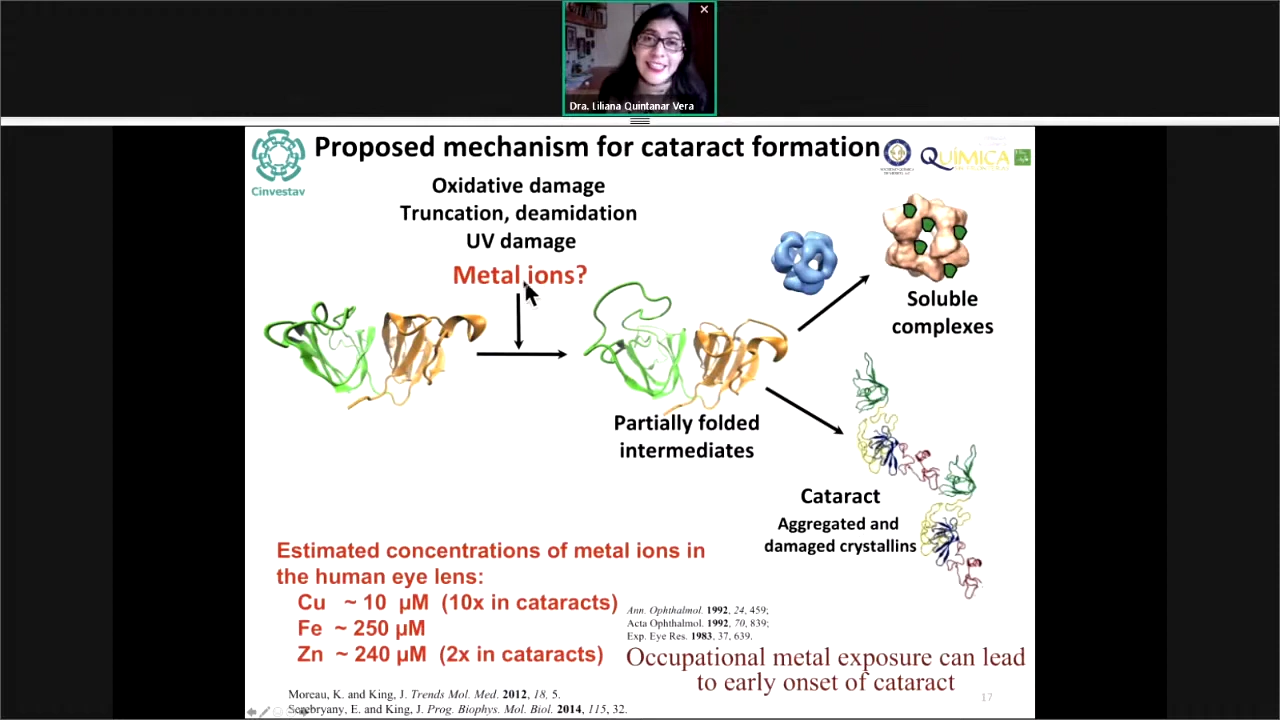 Dra. Liliana Quintanar Vera
Proposed mechanism for cataract formation
Cinvestav
QUÍMICA
Oxidative damage
Truncation, deamidation
UV damage
Metal ions?
Soluble
complexes
Partially folded
intermediates
Cataract
Aggregated and
damaged crystallins
Estimated concentrations of metal ions in
the human eye lens:
Cu ~ 10 µM (10x in cataracts)
Fe ~ 250 µM
Zn ~ 240 µM (2x in cataracts)
Ann. Ophthalmol. 1992, 24, 459;
Acta Ophthalmol. 1992, 70, 839;
Exp. Eye Res. 1983, 37, 639.
Occupational metal exposure can lead
to early onset of cataract
Moreau, K. and King, J. Trends Mol. Med. 2012, 18, 5.
Serebryany, E. and King, J. Prog. Biophys. Mol. Biol. 2014, 115, 32.
17